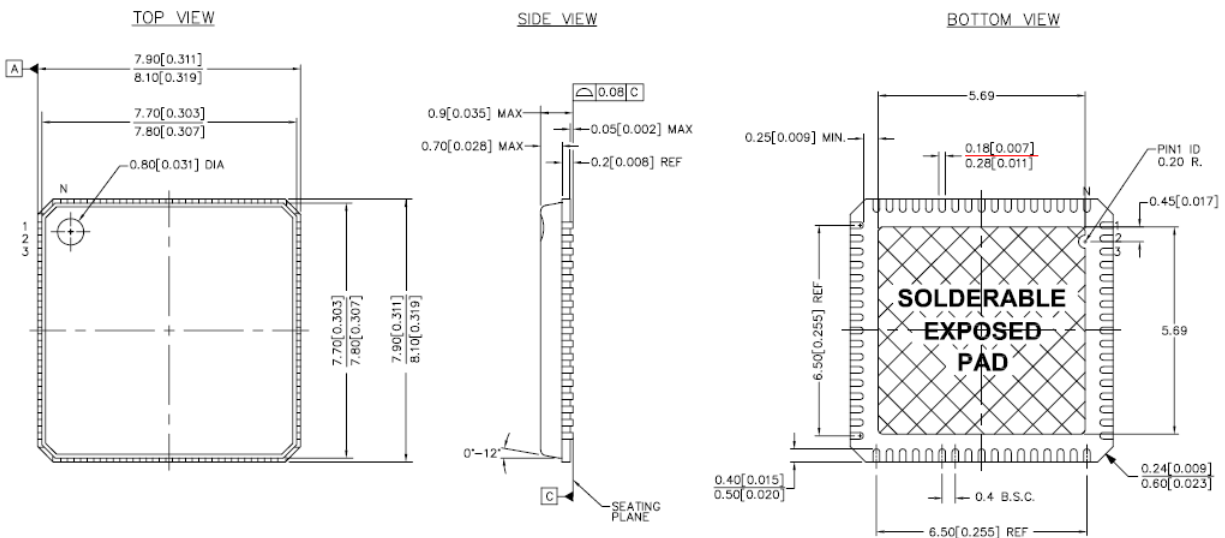 TOP VIEW
SIDE VIEW
BOTTOM VIEW
A
7.90[0.311]
8.10[0.319]
7.70[0.303]
7.80[0.307]
0.80[0.031] DIA
N
1
2
3
7.70[0.303]
7.80[0.307]
7.90[0.311]
8.10[0.319]
0.08 C
0.9[0.035] MAX
0.05[0.002] MAX
0.70[0.028] MAX
0.2[0.008] REF
0°-12°
C
SEATING
PLANE
5.69
0.25[0.009] MIN.
0.18[0.007]
0.28[0.011]
PIN1 ID
0.20 R.
N
0.45[0.017]
1
2
3
6.50[0.255] REF
SOLDERABLE
EXPOSED
PAD
5.69
0.40[0.015]
0.50[0.020]
0.4 B.S.C.
0.24[0.009]
0.60[0.023]
6.50[0.255] REF